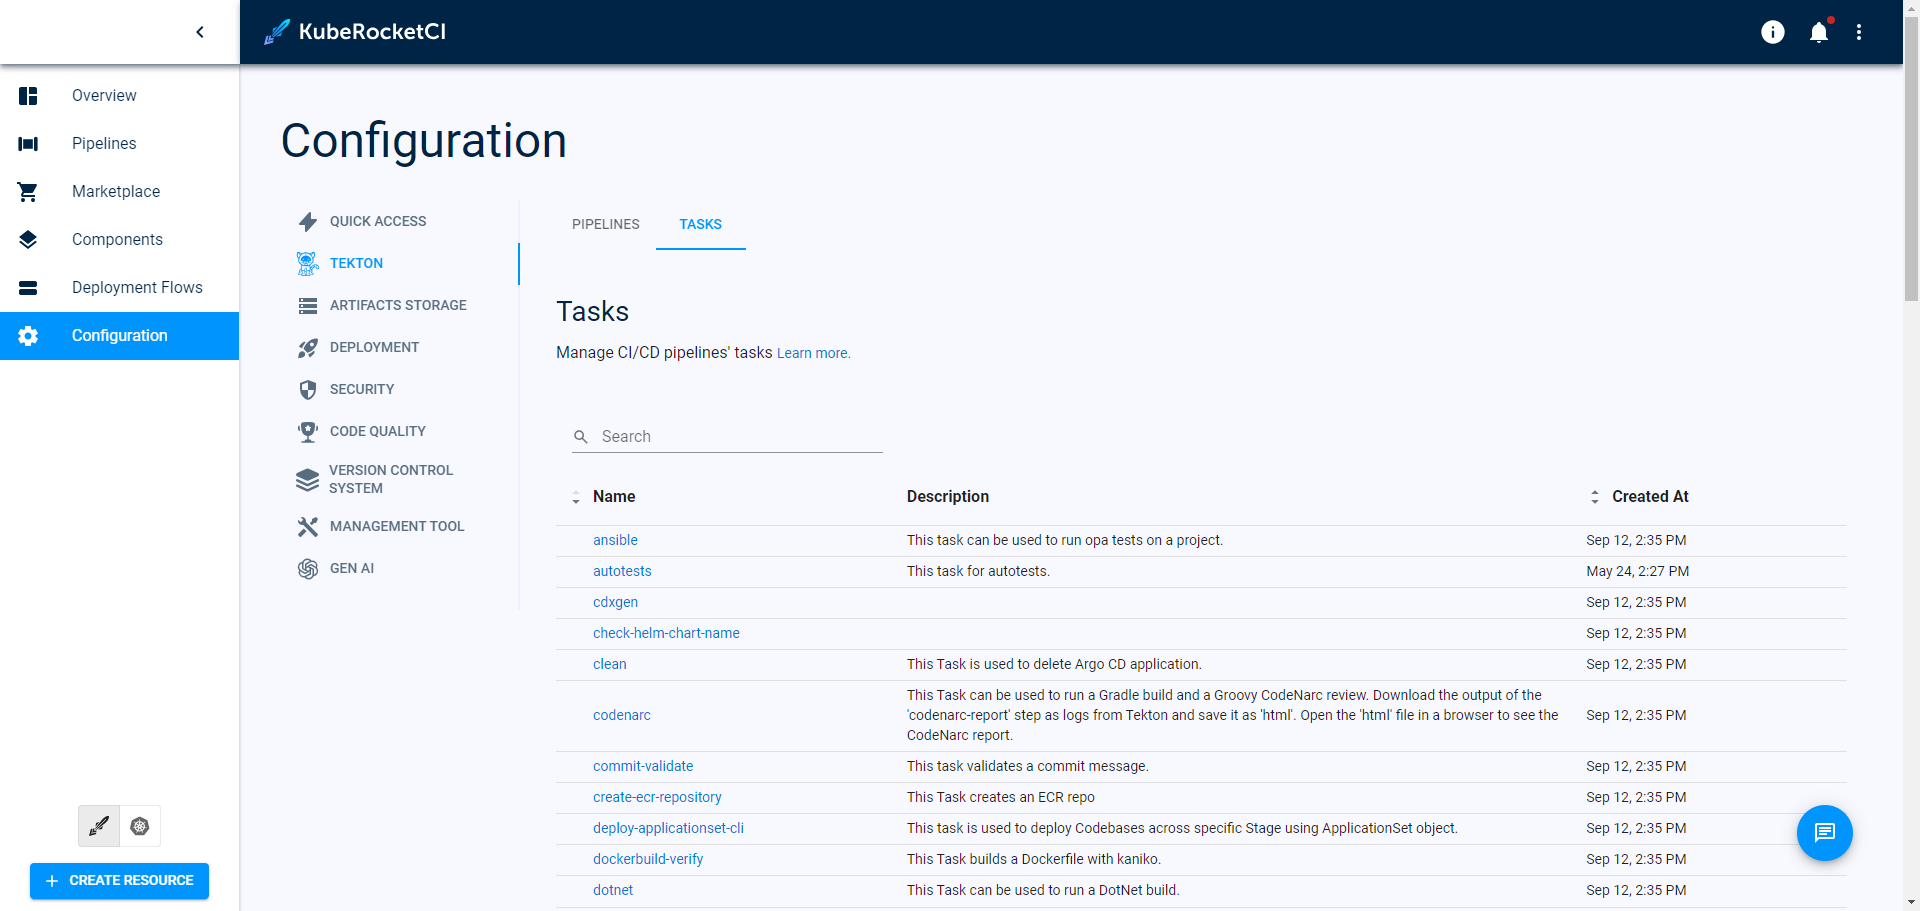 KubeRocketCI
Overview
Pipelines
Marketplace
Components
Deployment Flows
Configuration
CREATE RESOURCE
Configuration
QUICK ACCESS
TEKTON
ARTIFACTS STORAGE
DEPLOYMENT
SECURITY
CODE QUALITY
VERSION CONTROL
SYSTEM
MANAGEMENT TOOL
GEN AI
PIPELINES TASKS
Tasks
Manage CI/CD pipelines' tasks Learn more.
Search
Name Description Created At
ansible This task can be used to run opa tests on a project. Sep 12, 2:35 PM
autotests This task for autotests. May 24, 2:27 PM
cdxgen Sep 12, 2:35 PM
check-helm-chart-name Sep 12, 2:35 PM
clean This Task is used to delete Argo CD application. Sep 12, 2:35 PM
This Task can be used to run a Gradle build and a Groovy CodeNarc review. Download the output of the
codenarc 'codenarc-report' step as logs from Tekton and save it as 'html'. Open the 'html' file in a browser to see the Sep 12, 2:35 PM
CodeNarc report.
commit-validate This task validates a commit message. Sep 12, 2:35 PM
create-ecr-repository This Task creates an ECR repo Sep 12, 2:35 PM
deploy-applicationset-cli This task is used to deploy Codebases across specific Stage using ApplicationSet object. Sep 12, 2:35 PM
dockerbuild-verify This Task builds a Dockerfile with kaniko. Sep 12, 2:35 PM
dotnet This Task can be used to run a DotNet build. Sep 12, 2:35 PM